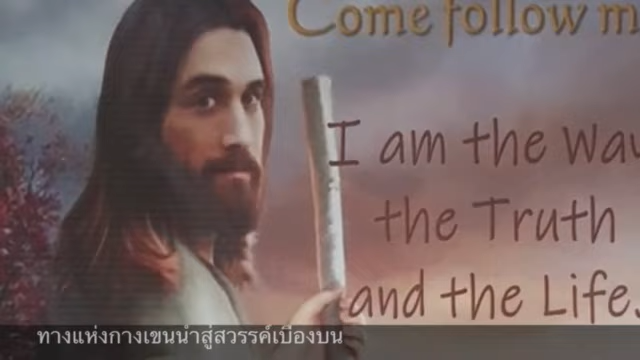 Come follow m
I am the Way
the Truth
and the Life.
ทางแห่งกางเขนนำสู่สวรรค์เบื้องบน